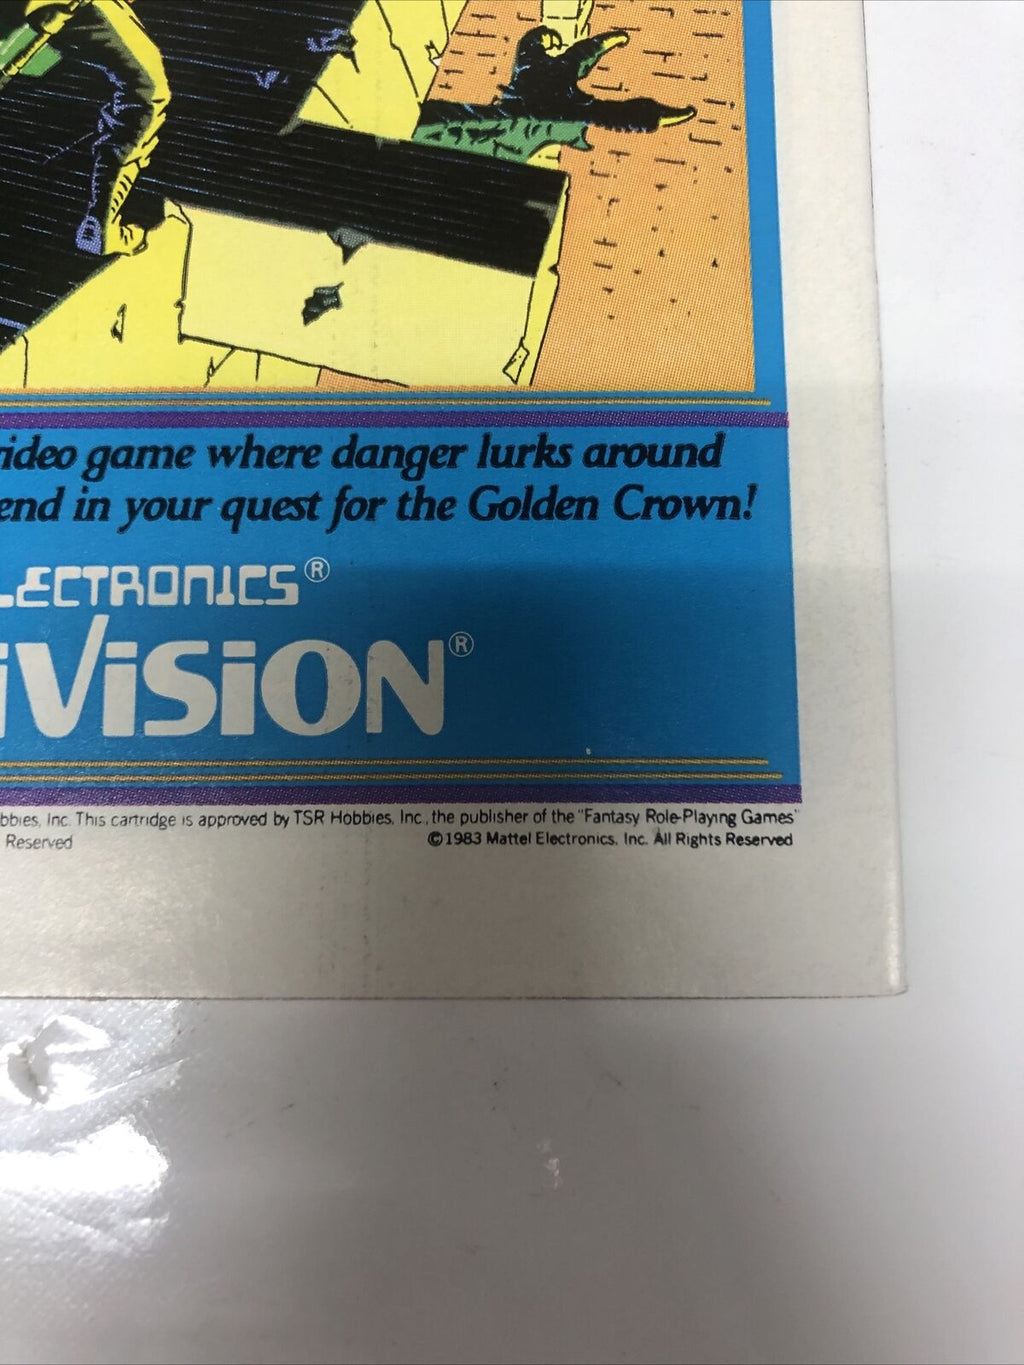 video game where danger lurks around
end in your quest for the Golden Crown!
LECTRONICS®
iVISION®
bbies, Inc. This cartridge is approved by TSR Hobbies, Inc., the publisher of the "Fantasy Role-Playing Games"
Reserved ©1983 Mattel Electronics, Inc. All Rights Reserved